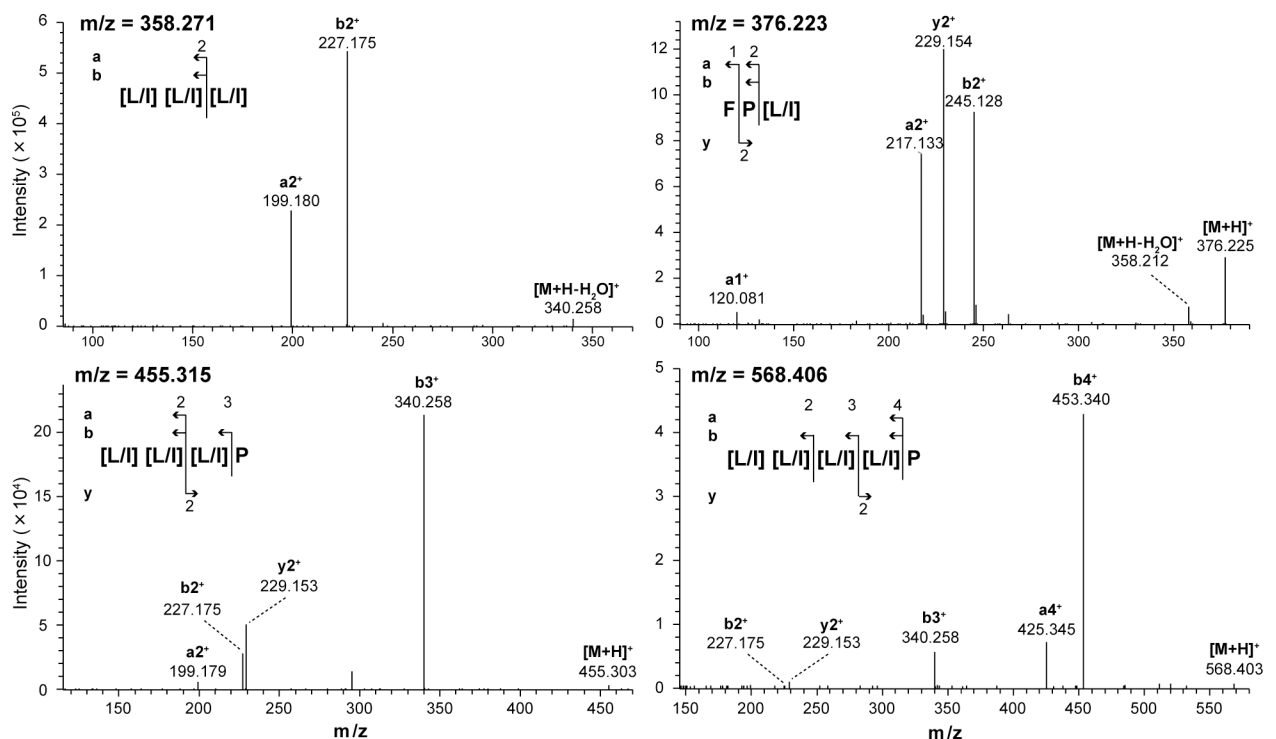 m/z = 358.271
Intensity ( × 10⁵)
6
5
4
3
2
1
0
a
b
2
[L/I] [L/I] [L/I]
b2⁺
227.175
a2⁺
199.180
[M+H-H₂O]⁺
340.258
100 150 200 250 300 350
m/z = 376.223
12
10
8
6
4
2
0
1 2
a
b
F P [L/I]
y
2
y2⁺
229.154
b2⁺
245.128
a2⁺
217.133
a1⁺
120.081
[M+H-H₂O]⁺
358.212
[M+H]⁺
376.225
100 150 200 250 300 350
m/z = 455.315
Intensity ( × 10⁴)
20
15
10
5
0
2 3
a
b
[L/I] [L/I] [L/I] P
y
2
b3⁺
340.258
b2⁺
227.175
y2⁺
229.153
a2⁺
199.179
[M+H]⁺
455.303
150 200 250 300 350 400 450
m/z
m/z = 568.406
5
4
3
2
1
0
2 3 4
a
b
[L/I] [L/I] [L/I] [L/I] P
y
2
b4⁺
453.340
b2⁺
227.175
y2⁺
229.153
b3⁺
340.258
a4⁺
425.345
[M+H]⁺
568.403
150 200 250 300 350 400 450 500 550
m/z